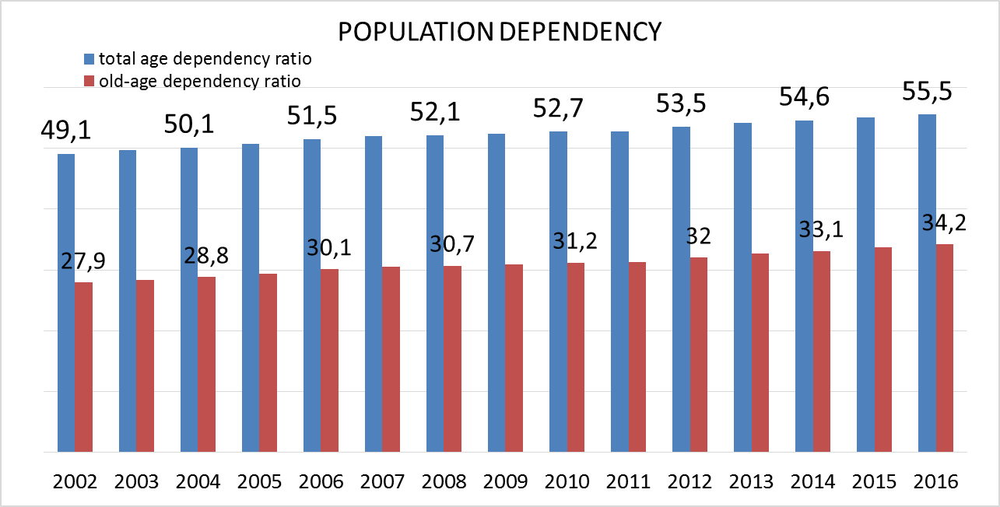 POPULATION DEPENDENCY
total age dependency ratio
old-age dependency ratio
49,1 50,1 51,5 52,1 52,7 53,5 54,6 55,5
27,9 28,8 30,1 30,7 31,2 32 33,1 34,2
2002 2003 2004 2005 2006 2007 2008 2009 2010 2011 2012 2013 2014 2015 2016